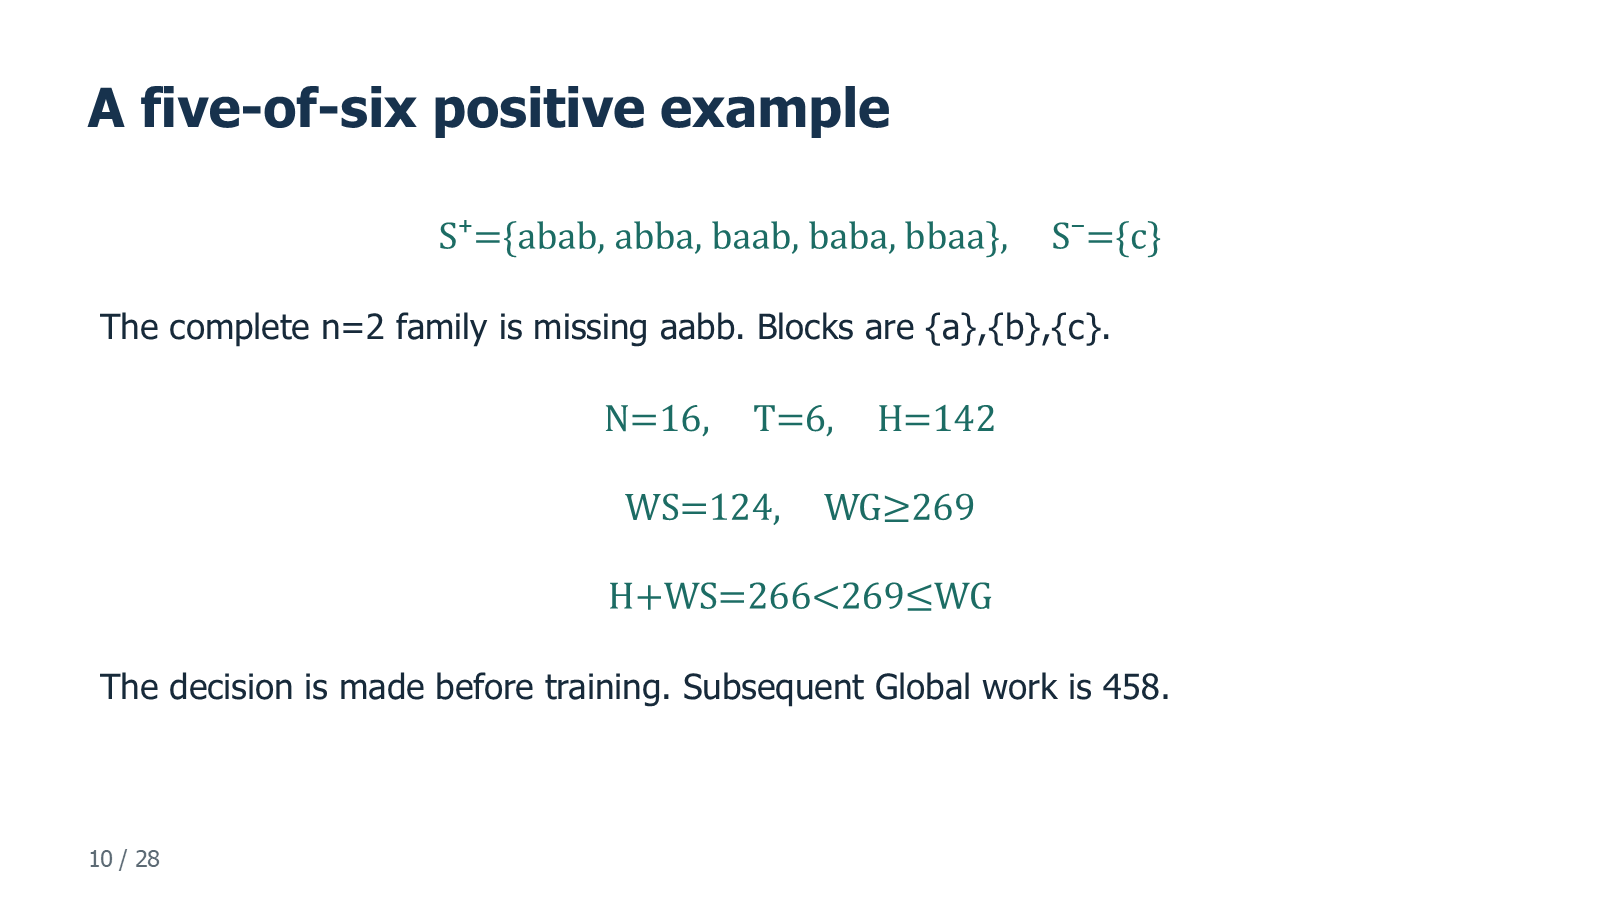 A five-of-six positive example
S⁺={abab, abba, baab, baba, bbaa}, S⁻={c}
The complete n=2 family is missing aabb. Blocks are {a},{b},{c}.
N=16, T=6, H=142
WS=124, WG≥269
H+WS=266<269≤WG
The decision is made before training. Subsequent Global work is 458.
10 / 28